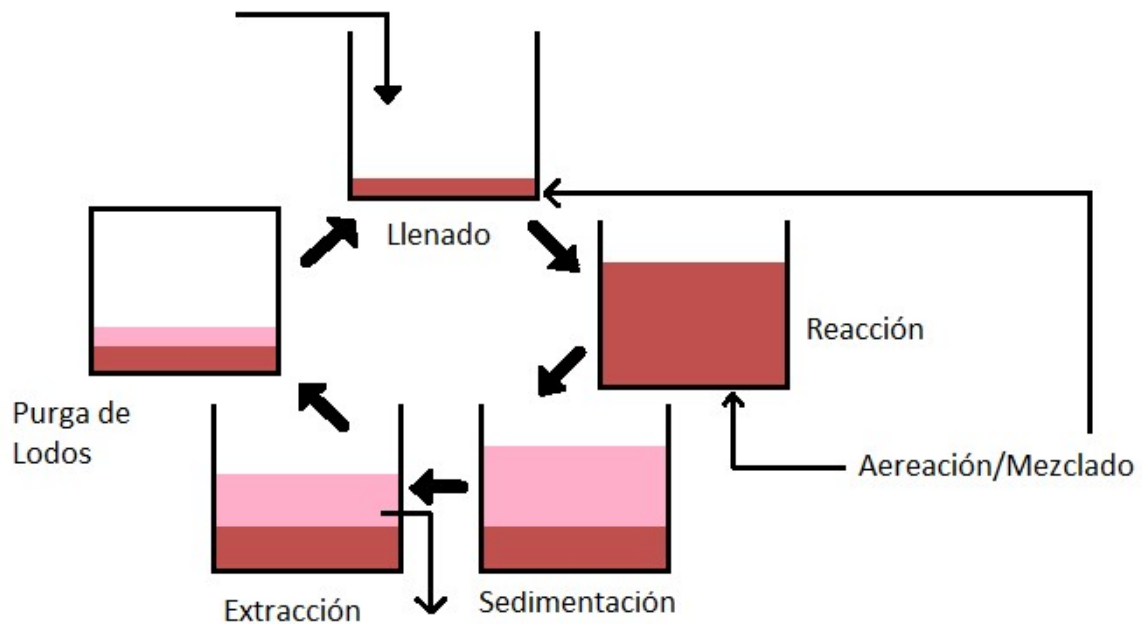 Llenado
Reacción
Aereación/Mezclado
Sedimentación
Extracción
Purga de
Lodos